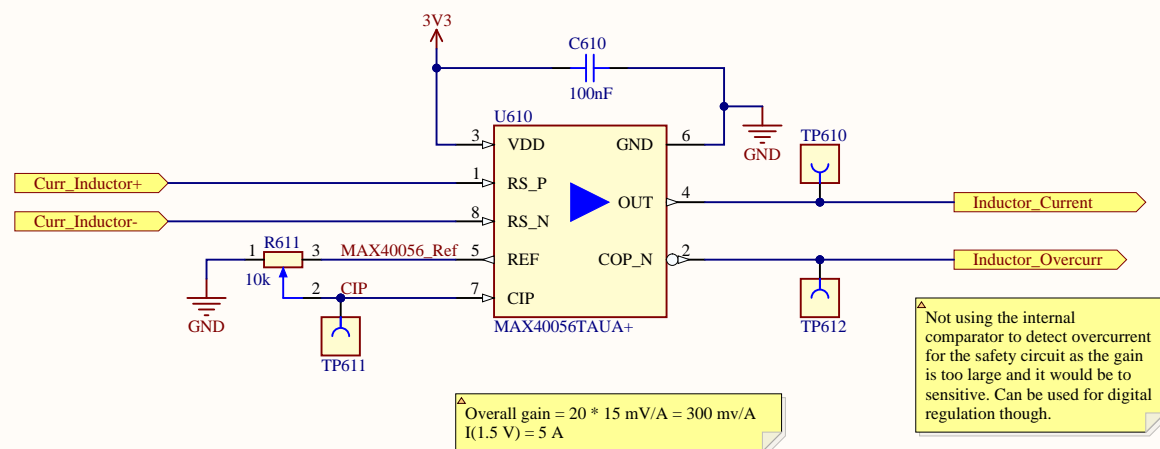 3V3
C610
100nF
GND
U610
3 VDD
GND 6
1 RS_P
OUT 4
8 RS_N
5 REF
COP_N 2
7 CIP
MAX40056TAUA+
TP610
Curr_Inductor+
Curr_Inductor-
Inductor_Current
Inductor_Overcurr
1 R611 3 MAX40056_Ref
10k
2 CIP
GND
TP611
TP612
Not using the internal
comparator to detect overcurrent
for the safety circuit as the gain
is too large and it would be to
sensitive. Can be used for digital
regulation though.
Overall gain = 20 * 15 mV/A = 300 mv/A
I(1.5 V) = 5 A